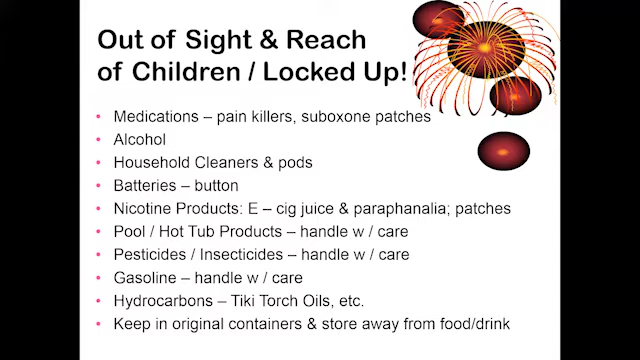 Out of Sight & Reach
of Children / Locked Up!
• Medications – pain killers, suboxone patches
• Alcohol
• Household Cleaners & pods
• Batteries – button
• Nicotine Products: E – cig juice & paraphanalia; patches
• Pool / Hot Tub Products – handle w / care
• Pesticides / Insecticides – handle w / care
• Gasoline – handle w / care
• Hydrocarbons – Tiki Torch Oils, etc.
• Keep in original containers & store away from food/drink